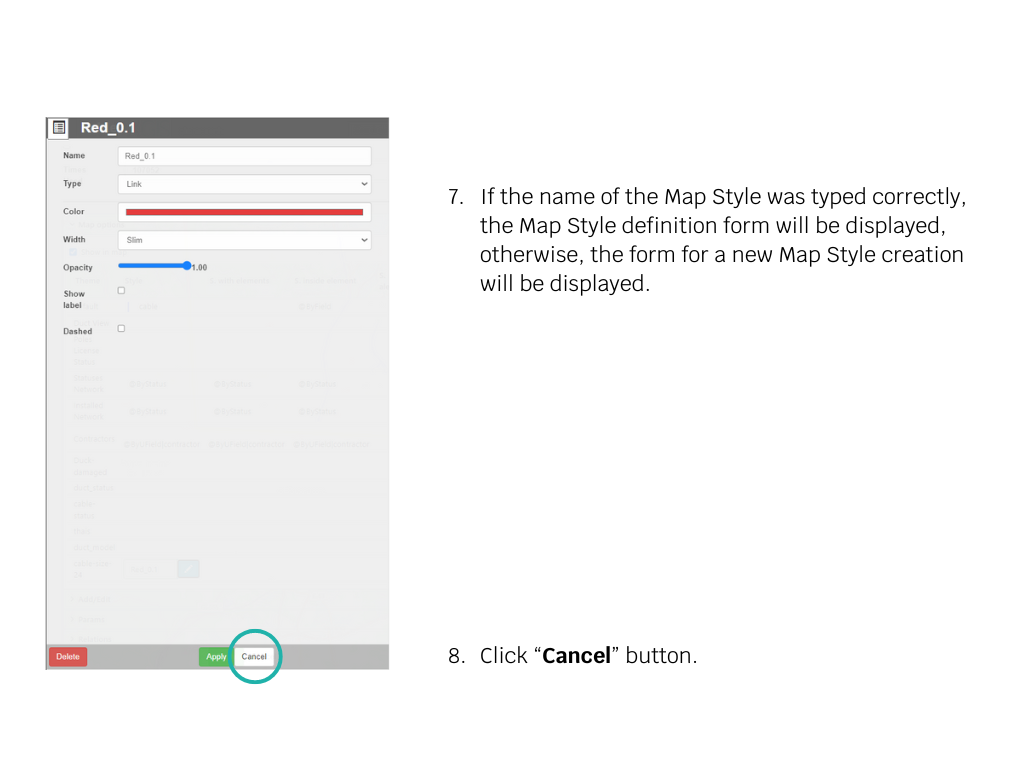 Red_0.1
Name
Red_0.1
Type
Link
Color
Width
Slim
Opacity
1.00
Show
label
Dashed
Delete
Apply
Cancel
7. If the name of the Map Style was typed correctly,
the Map Style definition form will be displayed,
otherwise, the form for a new Map Style creation
will be displayed.
8. Click “Cancel” button.